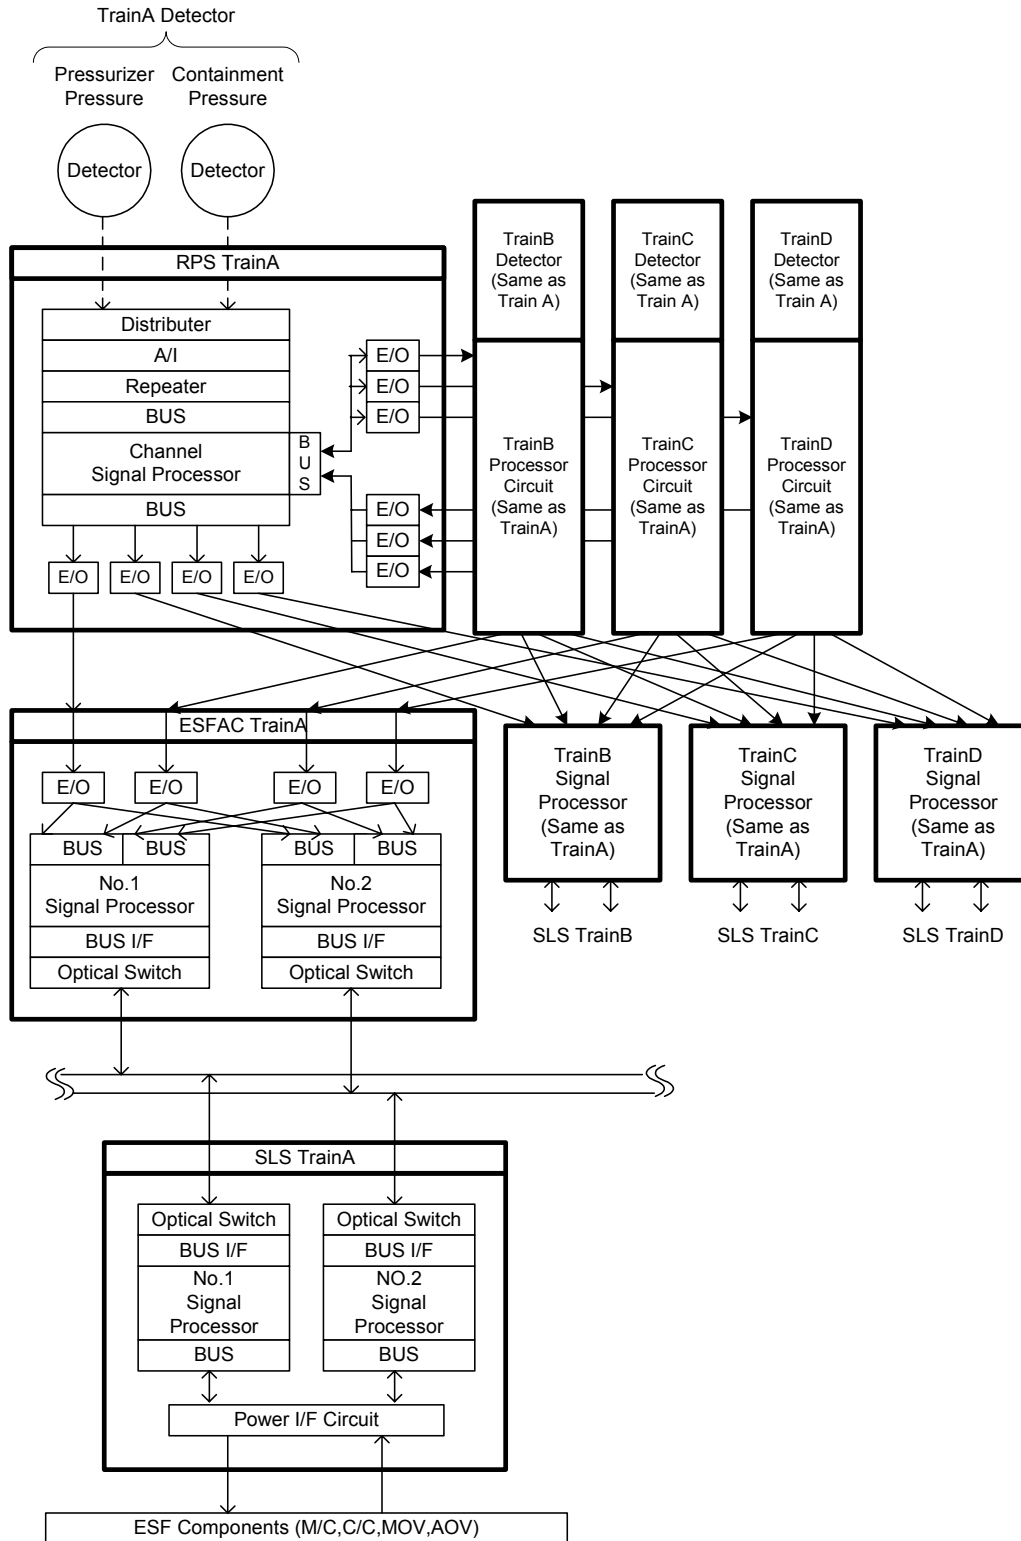 TrainA Detector
Pressurizer
Pressure
Containment
Pressure
Detector
Detector
RPS TrainA
Distributer
A/I
Repeater
BUS
Channel
Signal Processor
B
U
S
BUS
E/O
E/O
E/O
E/O
E/O
E/O
E/O
E/O
E/O
E/O
TrainB
Detector
(Same as
Train A)
TrainC
Detector
(Same as
Train A)
TrainD
Detector
(Same as
Train A)
TrainB
Processor
Circuit
(Same as
TrainA)
TrainC
Processor
Circuit
(Same as
TrainA)
TrainD
Processor
Circuit
(Same as
TrainA)
ESFAC TrainA
E/O
E/O
E/O
E/O
BUS
BUS
No.1
Signal Processor
BUS I/F
Optical Switch
BUS
BUS
No.2
Signal Processor
BUS I/F
Optical Switch
TrainB
Signal
Processor
(Same as
TrainA)
TrainC
Signal
Processor
(Same as
TrainA)
TrainD
Signal
Processor
(Same as
TrainA)
SLS TrainB
SLS TrainC
SLS TrainD
SLS TrainA
Optical Switch
BUS I/F
No.1
Signal
Processor
BUS
Optical Switch
BUS I/F
NO.2
Signal
Processor
BUS
Power I/F Circuit
ESF Components (M/C,C/C,MOV,AOV)